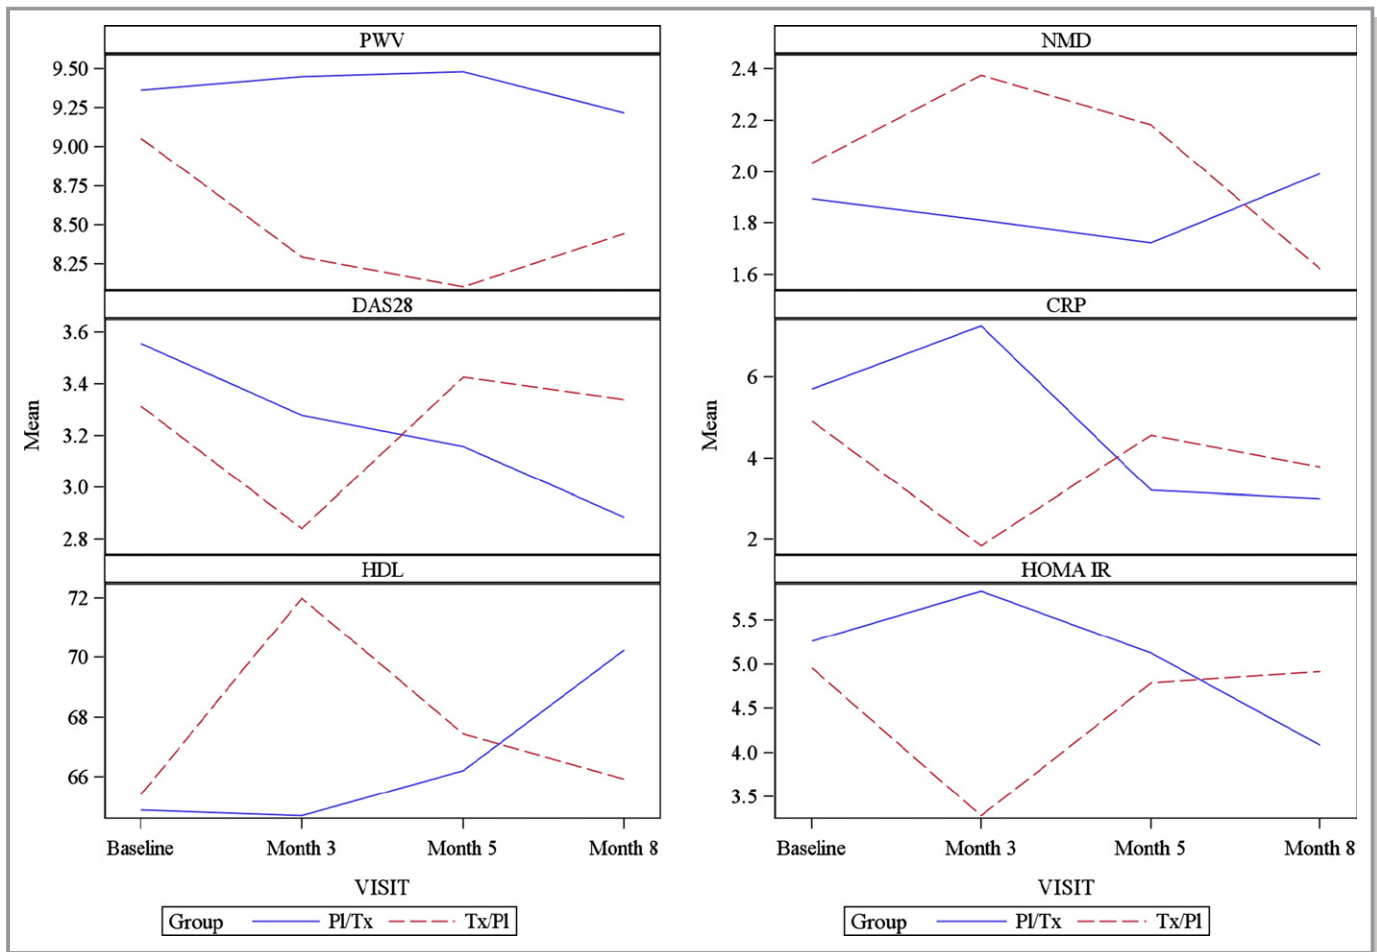 PWV
9.50
9.25
9.00
8.75
8.50
8.25
DAS28
3.6
3.4
3.2
3.0
2.8
Mean
HDL
72
70
68
66
Baseline Month 3 Month 5 Month 8
VISIT
Group Pl/Tx Tx/Pl
NMD
2.4
2.2
2.0
1.8
1.6
CRP
6
4
2
Mean
HOMA IR
5.5
5.0
4.5
4.0
3.5
Baseline Month 3 Month 5 Month 8
VISIT
Group Pl/Tx Tx/Pl